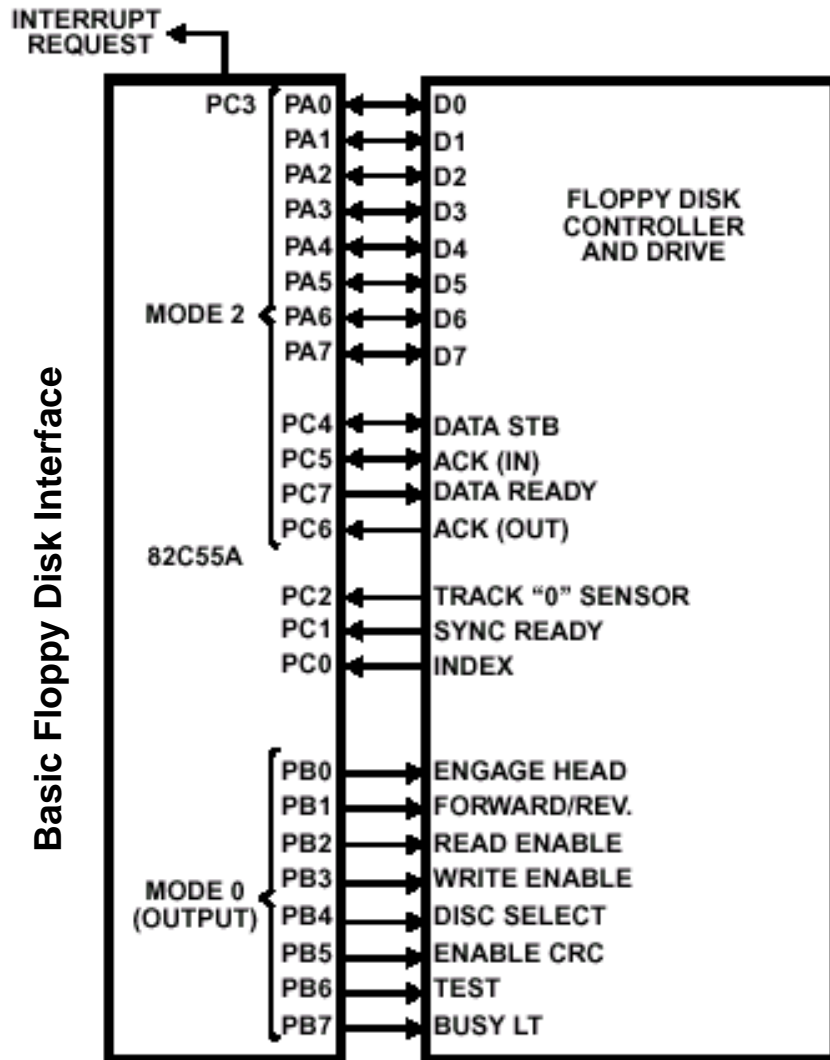 INTERRUPT
REQUEST
PC3 PA0 D0
PA1 D1
PA2 D2
PA3 D3
FLOPPY DISK
CONTROLLER
AND DRIVE
PA4 D4
PA5 D5
MODE 2 PA6 D6
PA7 D7
PC4 DATA STB
PC5 ACK (IN)
PC7 DATA READY
PC6 ACK (OUT)
82C55A
PC2 TRACK “0” SENSOR
PC1 SYNC READY
PC0 INDEX
PB0 ENGAGE HEAD
PB1 FORWARD/REV.
PB2 READ ENABLE
PB3 WRITE ENABLE
MODE 0
(OUTPUT)
PB4 DISC SELECT
PB5 ENABLE CRC
PB6 TEST
PB7 BUSY LT
Basic Floppy Disk Interface